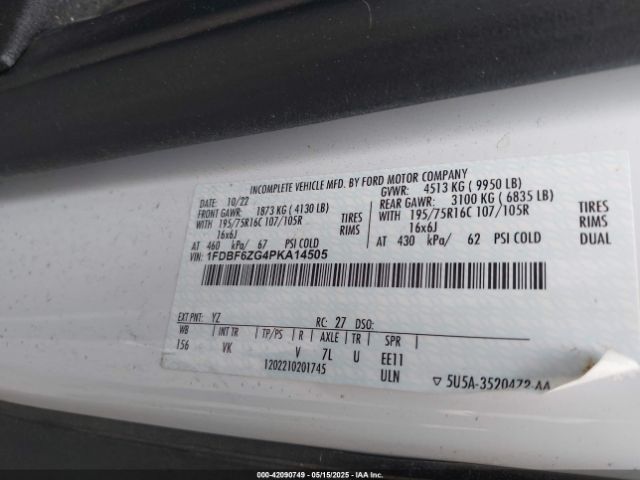 INCOMPLETE VEHICLE MFD. BY FORD MOTOR COMPANY
DATE: 10/22 GVWR: 4513 KG ( 9950 LB)
FRONT GAWR: 1873 KG ( 4130 LB) REAR GAWR: 3100 KG ( 6835 LB)
WITH 195/75R16C 107/105R TIRES WITH 195/75R16C 107/105R TIRES
16x6J RIMS 16x6J RIMS
AT 460 kPa/ 67 PSI COLD AT 430 kPa/ 62 PSI COLD DUAL
VIN: 1FDBF6ZG4PKA14505
EXT PNT: YZ RC: 27 DSO:
WB INT TR TP/PS R AXLE TR SPR
156 VK V 7L U EE11
1202210201745 ULN
▽ 5U5A-3520472-AA
000-42090749 - 05/15/2025 - IAAI.COM